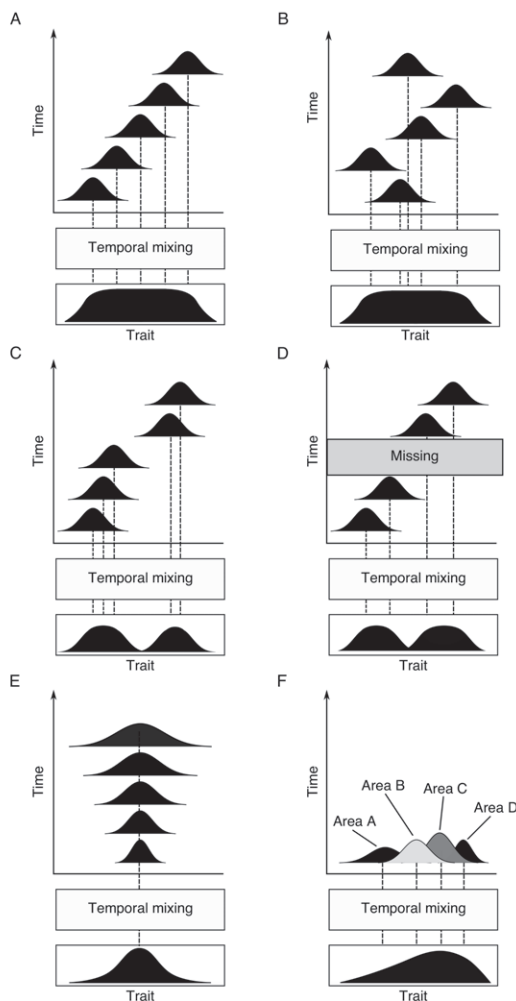 A
Time
Temporal mixing
Trait
B
Time
Temporal mixing
Trait
C
Time
Temporal mixing
Trait
D
Time
Missing
Temporal mixing
Trait
E
Time
Temporal mixing
Trait
F
Time
Area A
Area B
Area C
Area D
Temporal mixing
Trait